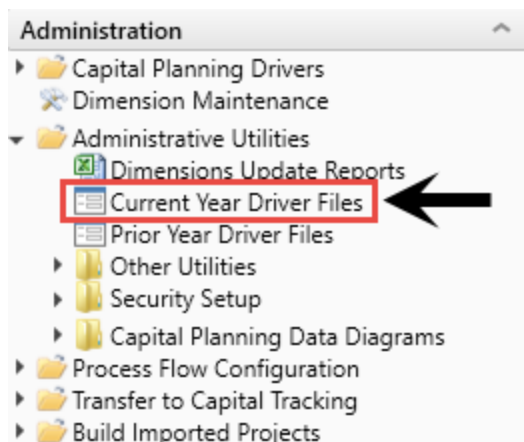 Administration
Capital Planning Drivers
Dimension Maintenance
Administrative Utilities
Dimensions Update Reports
Current Year Driver Files
Prior Year Driver Files
Other Utilities
Security Setup
Capital Planning Data Diagrams
Process Flow Configuration
Transfer to Capital Tracking
Build Imported Projects